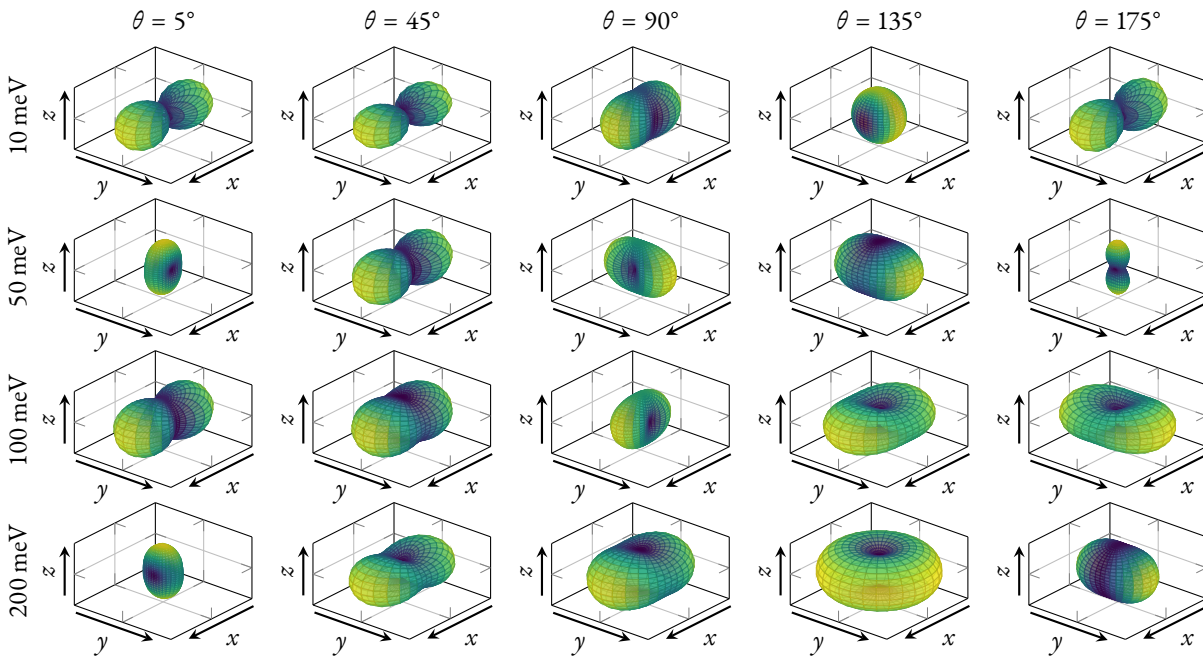 θ = 5° θ = 45° θ = 90° θ = 135° θ = 175°
10 meV
z z z z z
y x y x y x y x y x
50 meV
z z z z z
y x y x y x y x y x
100 meV
z z z z z
y x y x y x y x y x
200 meV
z z z z z
y x y x y x y x y x